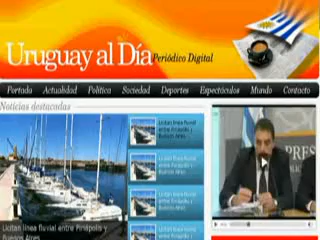 Uruguay al Día
Periódico Digital
Portada Actualidad Política Sociedad Deportes Espectáculos Mundo Contacto
Noticias destacadas
Licitan línea fluvial
entre Piriápolis y
Buenos Aires
Licitan línea fluvial
entre Piriápolis y
Buenos Aires
Licitan línea fluvial
entre Piriápolis y
Buenos Aires
Licitan línea fluvial
entre Piriápolis y
Buenos Aires
Licitan línea fluvial entre Piriápolis y
Buenos Aires
PRES